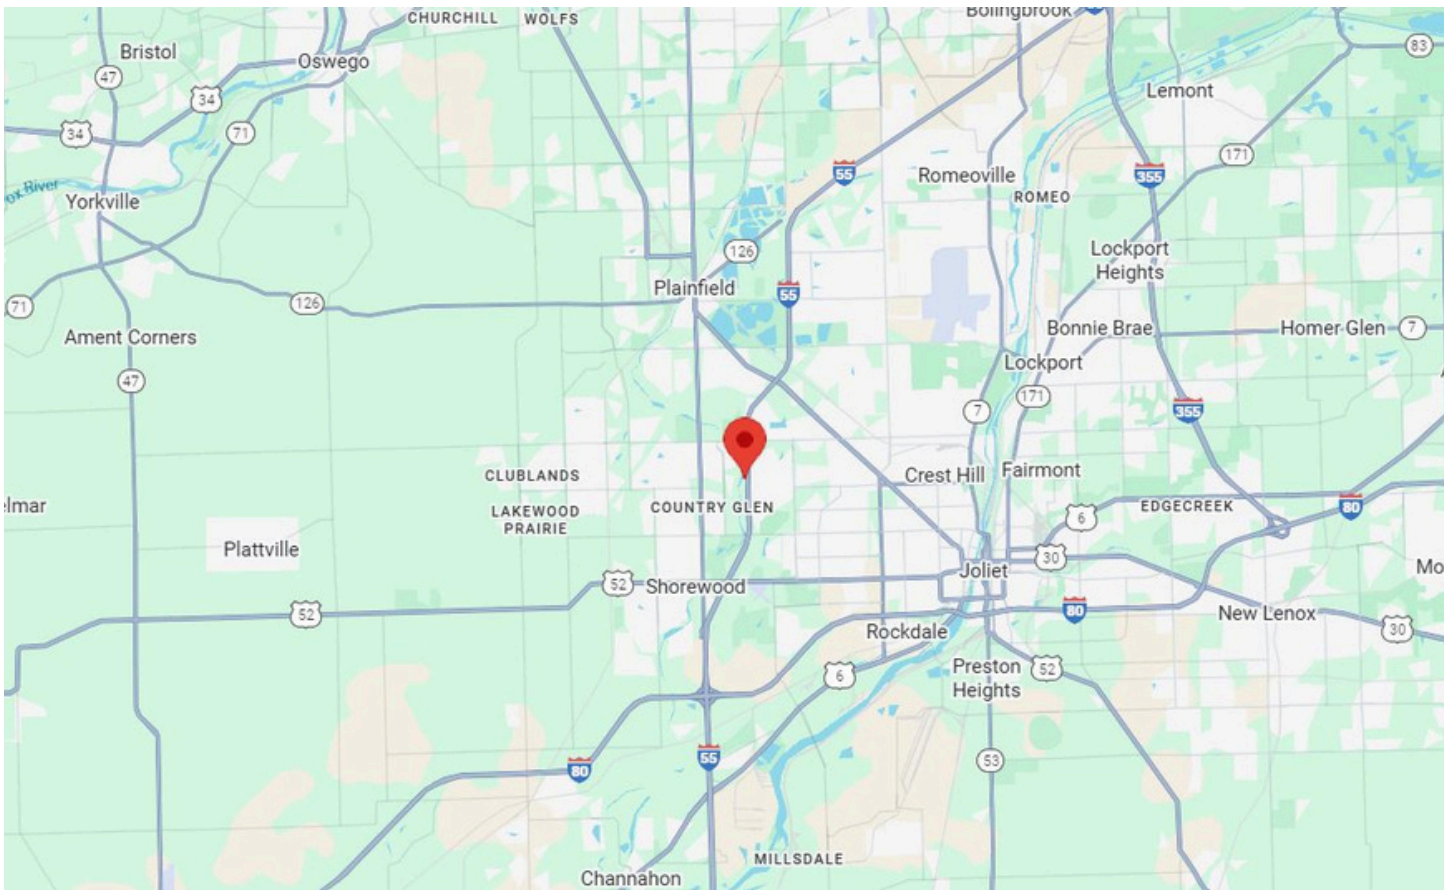 CHURCHILL
WOLFS
Bolingbrook
Bristol
Oswego
83
47
34
Lemont
34
71
171
55
Romeoville
355
ox River
Yorkville
ROMEO
126
Lockport
Heights
Plainfield
55
71
126
Ament Corners
Bonnie Brae
Homer Glen
7
Lockport
47
171
7
355
CLUBLANDS
Crest Hill
Fairmont
elmar
LAKEWOOD
PRAIRIE
COUNTRY GLEN
6
EDGECREEK
80
Plattville
30
52
Shorewood
Joliet
Mo
52
80
New Lenox
30
Rockdale
6
Preston
Heights
52
55
80
53
MILLSDALE
Channahon